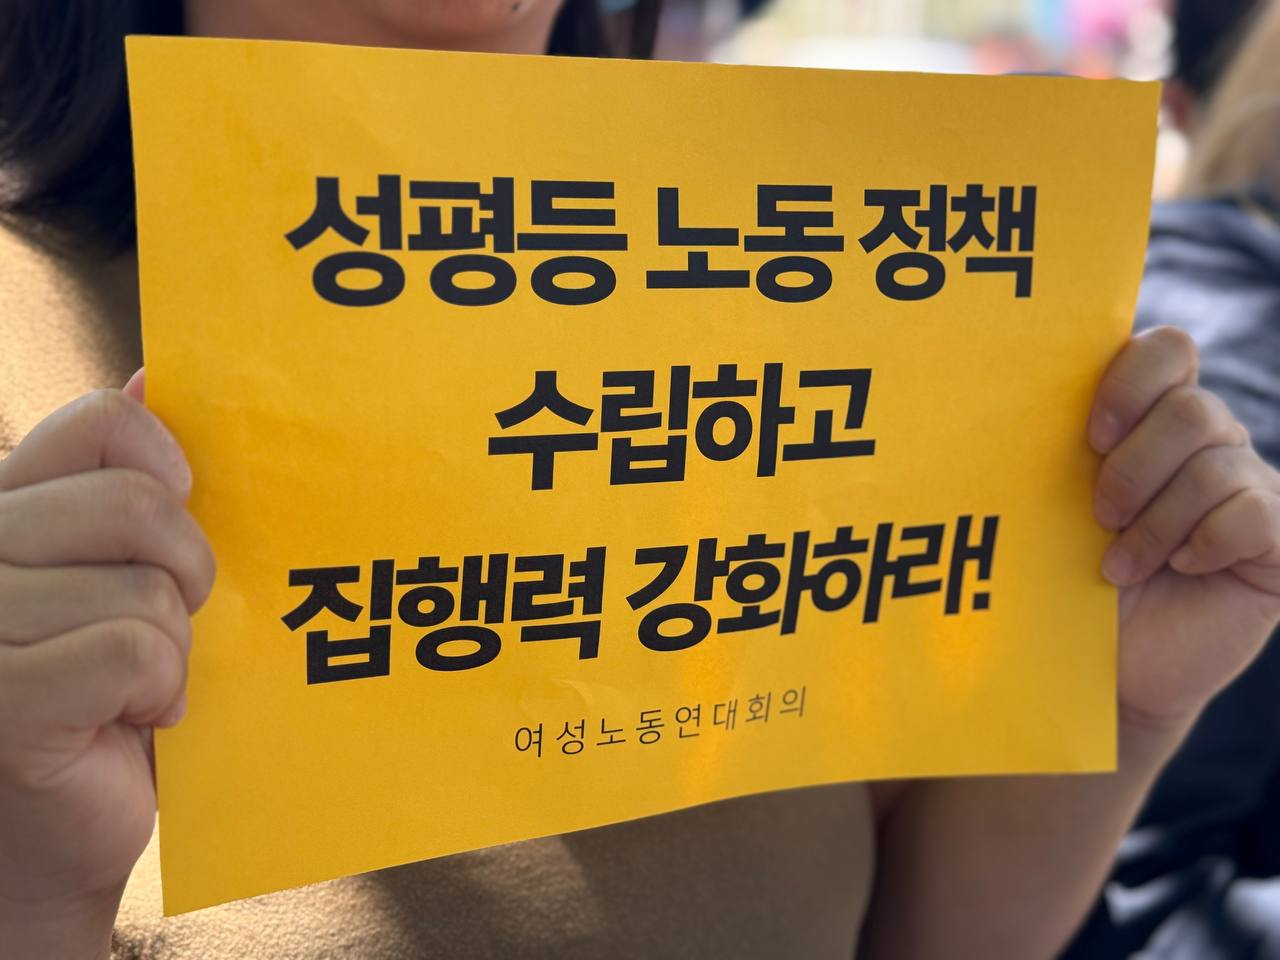 성평등 노동 정책
수립하고
집행력 강화하라!
여성노동연대회의